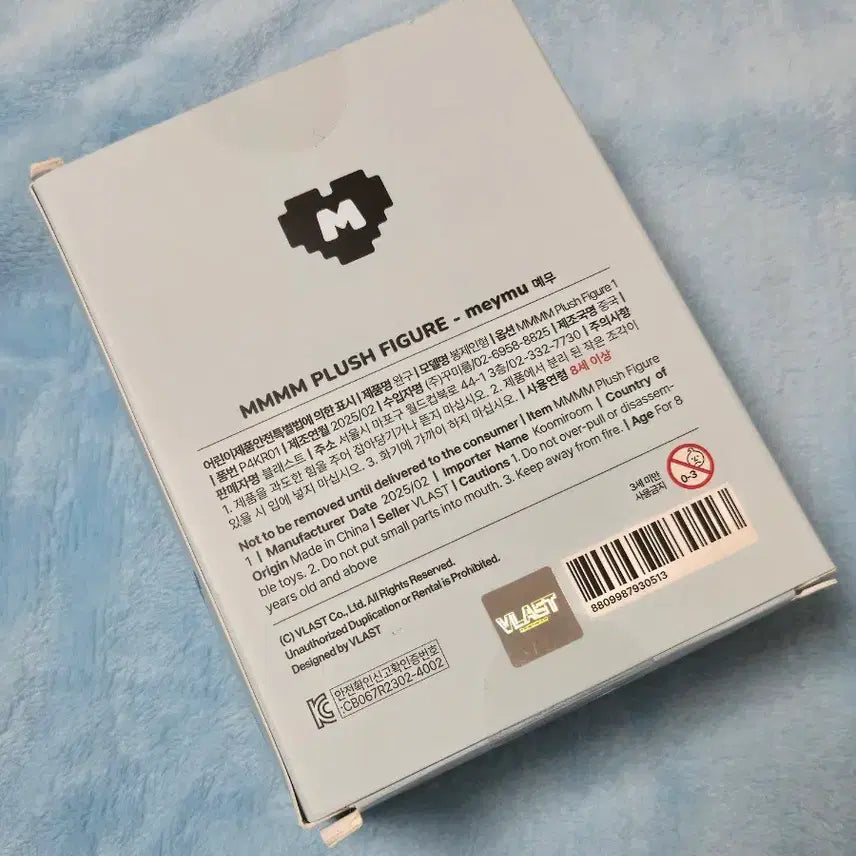 M
MMMM PLUSH FIGURE - meymu 메무
어린이제품안전특별법에 의한 표시 | 제품명 완구 | 모델명 봉제인형 | 옵션 MMMM Plush Figure 1
| 품번 P4KR01 | 제조연월 2025/02 | 수입자명 (주)꾸미룸/02-6958-8825 | 제조국명 중국 |
판매자명 블래스트 | 주소 서울시 마포구 월드컵북로 44-1 3층/02-332-7730 | 주의사항
1. 제품을 과도한 힘을 주어 잡아당기거나 뜯지 마십시오. 2. 제품에서 분리 된 작은 조각이
있을 시 입에 넣지 마십시오. 3. 화기에 가까이 하지 마십시오. | 사용연령 8세 이상
Not to be removed until delivered to the consumer | Item MMMM Plush Figure
1 | Manufacturer Date 2025/02 | Importer Name Koomiroom | Country of
Origin Made in China | Seller VLAST | Cautions 1. Do not over-pull or disassem-
ble toys. 2. Do not put small parts into mouth. 3. Keep away from fire. | Age For 8
years old and above
0-3
3세 미만
사용금지
(C) VLAST Co., Ltd. All Rights Reserved.
Unauthorized Duplication or Rental is Prohibited.
Designed by VLAST
VLAST
8809987930513
안전확인신고확인증번호
:CB067R2302-4002